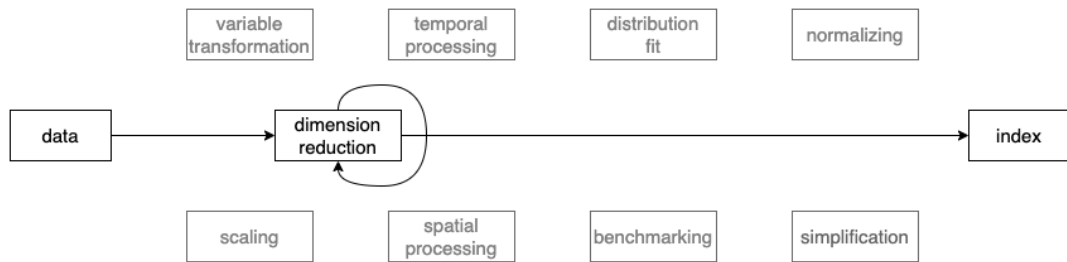 variable
transformation
temporal
processing
distribution
fit
normalizing
data
dimension
reduction
index
scaling
spatial
processing
benchmarking
simplification